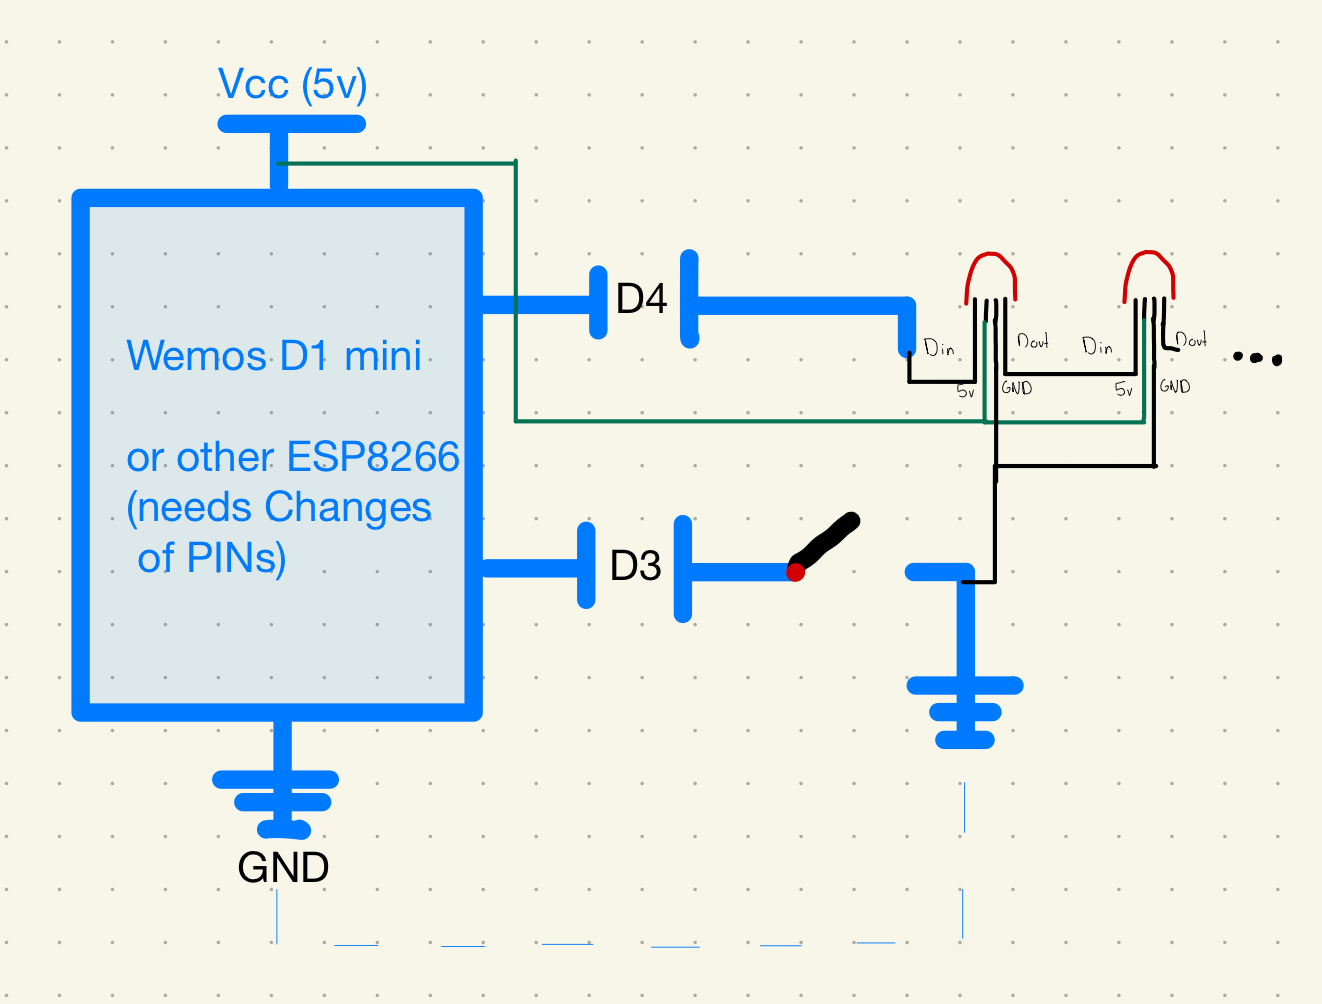 Vcc (5v)
D4
Wemos D1 mini
or other ESP8266
(needs Changes
of PINs)
Din
Dout
5v
GND
Din
Dout
5v
GND
D3
GND